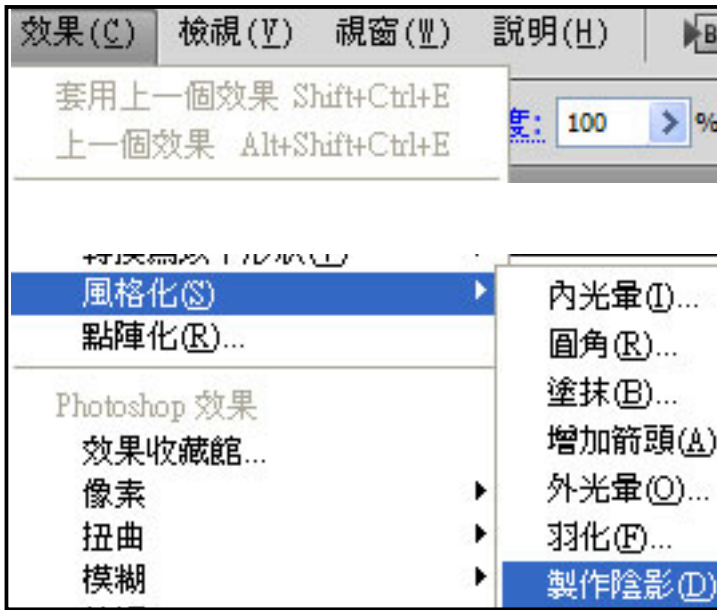 效果(C) 檢視(V) 視窗(W) 說明(H)
套用上一個效果 Shift+Ctrl+E
度: 100 %
上一個效果 Alt+Shift+Ctrl+E
風格化(S)
點陣化(R)...
Photoshop 效果
效果收藏館...
像素
扭曲
模糊
內光暈(I)...
圓角(R)...
塗抹(B)...
增加箭頭(A)
外光暈(O)...
羽化(F)...
製作陰影(D)